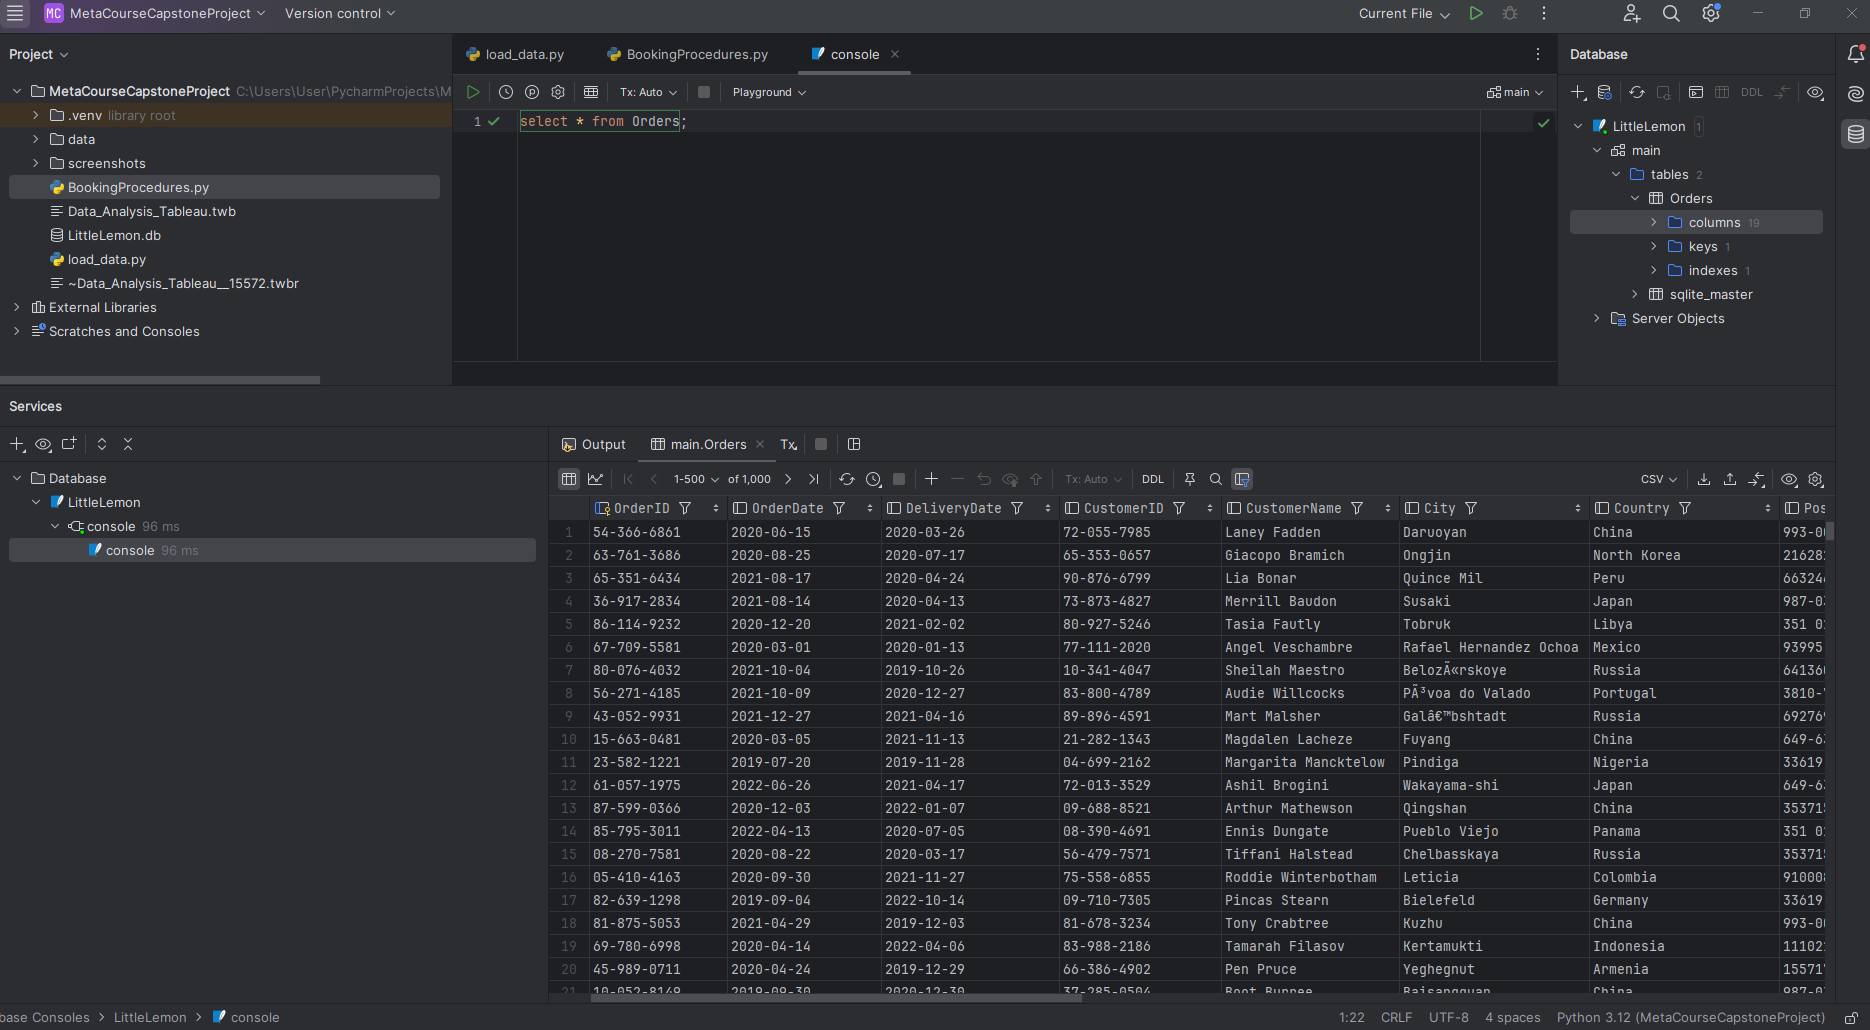 MC MetaCourseCapstoneProject Version control Current File
Project
load_data.py BookingProcedures.py console
Database
MetaCourseCapstoneProject C:\Users\User\PycharmProjects\M
.venv library root
data
screenshots
BookingProcedures.py
Data_Analysis_Tableau.twb
LittleLemon.db
load_data.py
~Data_Analysis_Tableau__15572.twbr
External Libraries
Scratches and Consoles
Tx: Auto Playground main
1 select * from Orders;
DDL
LittleLemon 1
main
tables 2
Orders
columns 19
keys 1
indexes 1
sqlite_master
Server Objects
Services
Database
LittleLemon
console 96 ms
console 96 ms
Output main.Orders Tx
1-500 of 1,000 Tx: Auto DDL CSV
OrderID OrderDate DeliveryDate CustomerID CustomerName City Country Pos
1 54-366-6861 2020-06-15 2020-03-26 72-055-7985 Laney Fadden Daruoyan China 993-0
2 63-761-3686 2020-08-25 2020-07-17 65-353-0657 Giacopo Bramich Ongjin North Korea 21628
3 65-351-6434 2021-08-17 2020-04-24 90-876-6799 Lia Bonar Quince Mil Peru 66324
4 36-917-2834 2021-08-14 2020-04-13 73-873-4827 Merrill Baudon Susaki Japan 987-0
5 86-114-9232 2020-12-20 2021-02-02 80-927-5246 Tasia Fautly Tobruk Libya 351 0
6 67-709-5581 2020-03-01 2020-01-13 77-111-2020 Angel Veschambre Rafael Hernandez Ochoa Mexico 93995
7 80-076-4032 2021-10-04 2019-10-26 10-341-4047 Sheilah Maestro BelozÃ«rskoye Russia 64136
8 56-271-4185 2021-10-09 2020-12-27 83-800-4789 Audie Willcocks PÃ³voa do Valado Portugal 3810-
9 43-052-9931 2021-12-27 2021-04-16 89-896-4591 Mart Malsher Galâ€™bshtadt Russia 69276
10 15-663-0481 2020-03-05 2021-11-13 21-282-1343 Magdalen Lacheze Fuyang China 649-6
11 23-582-1221 2019-07-20 2019-11-28 04-699-2162 Margarita Mancktelow Pindiga Nigeria 33619
12 61-057-1975 2022-06-26 2021-04-17 72-013-3529 Ashil Brogini Wakayama-shi Japan 649-6
13 87-599-0366 2020-12-03 2022-01-07 09-688-8521 Arthur Mathewson Qingshan China 35371
14 85-795-3011 2022-04-13 2020-07-05 08-390-4691 Ennis Dungate Pueblo Viejo Panama 351 0
15 08-270-7581 2020-08-22 2020-03-17 56-479-7571 Tiffani Halstead Chelbasskaya Russia 35371
16 05-410-4163 2020-09-30 2021-11-27 75-558-6855 Roddie Winterbotham Leticia Colombia 91000
17 82-639-1298 2019-09-04 2022-10-14 09-710-7305 Pincas Stearn Bielefeld Germany 33619
18 81-875-5053 2021-04-29 2019-12-03 81-678-3234 Tony Crabtree Kuzhu China 993-0
19 69-780-6998 2020-04-14 2022-04-06 83-988-2186 Tamarah Filasov Kertamukti Indonesia 11102
20 45-989-0711 2020-04-24 2019-12-29 66-386-4902 Pen Pruce Yeghegnut Armenia 15571
21 10-052-8149 2019-09-30 2020-12-30 37-285-0504 China
base Consoles > LittleLemon > console 1:22 CRLF UTF-8 4 spaces Python 3.12 (MetaCourseCapstoneProject)